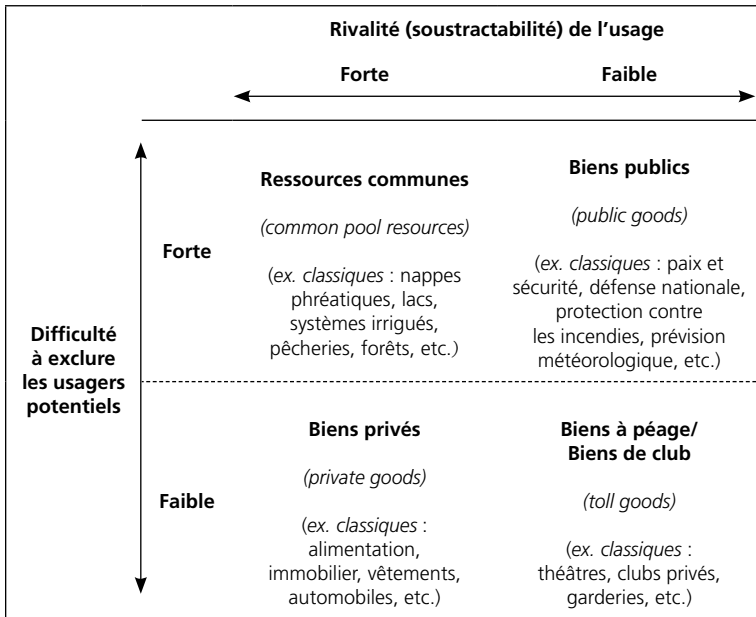 Rivalité (soustractabilité) de l’usage
Forte
Faible
Difficulté
à exclure
les usagers
potentiels
Forte
Ressources communes
(common pool resources)
(ex. classiques : nappes
phréatiques, lacs,
systèmes irrigués,
pêcheries, forêts, etc.)
Biens publics
(public goods)
(ex. classiques : paix et
sécurité, défense nationale,
protection contre
les incendies, prévision
météorologique, etc.)
Faible
Biens privés
(private goods)
(ex. classiques :
alimentation,
immobilier, vêtements,
automobiles, etc.)
Biens à péage/
Biens de club
(toll goods)
(ex. classiques :
théâtres, clubs privés,
garderies, etc.)